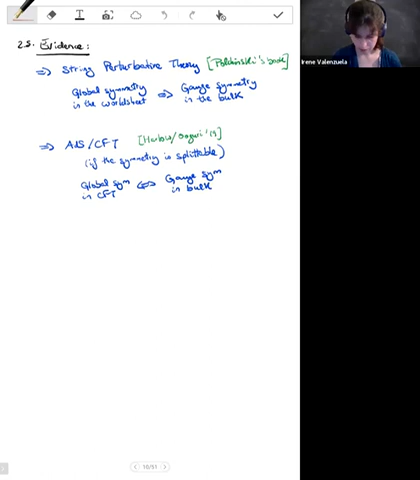 2.5. Evidence:
⇒ String Perturbative Theory [Polchinski's book]
Global symmetry in the worldsheet ⇒ Gauge symmetry in the bulk
⇒ AdS/CFT [Harlow/Ooguri '19]
(if the symmetry is splittable)
Global sym in CFT ⇔ Gauge sym in bulk
Irene Valenzuela
10/51